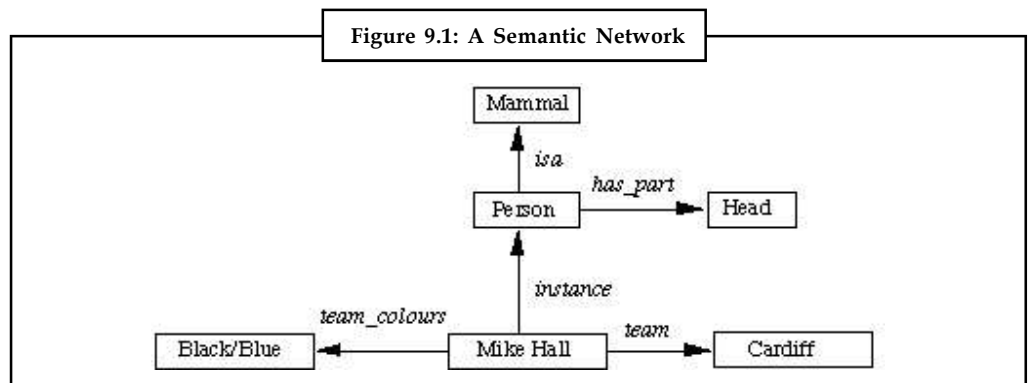 Figure 9.1: A Semantic Network
Mammal
isa
has_part
Person
Head
instance
team_colours
team
Black/Blue
Mike Hall
Cardiff